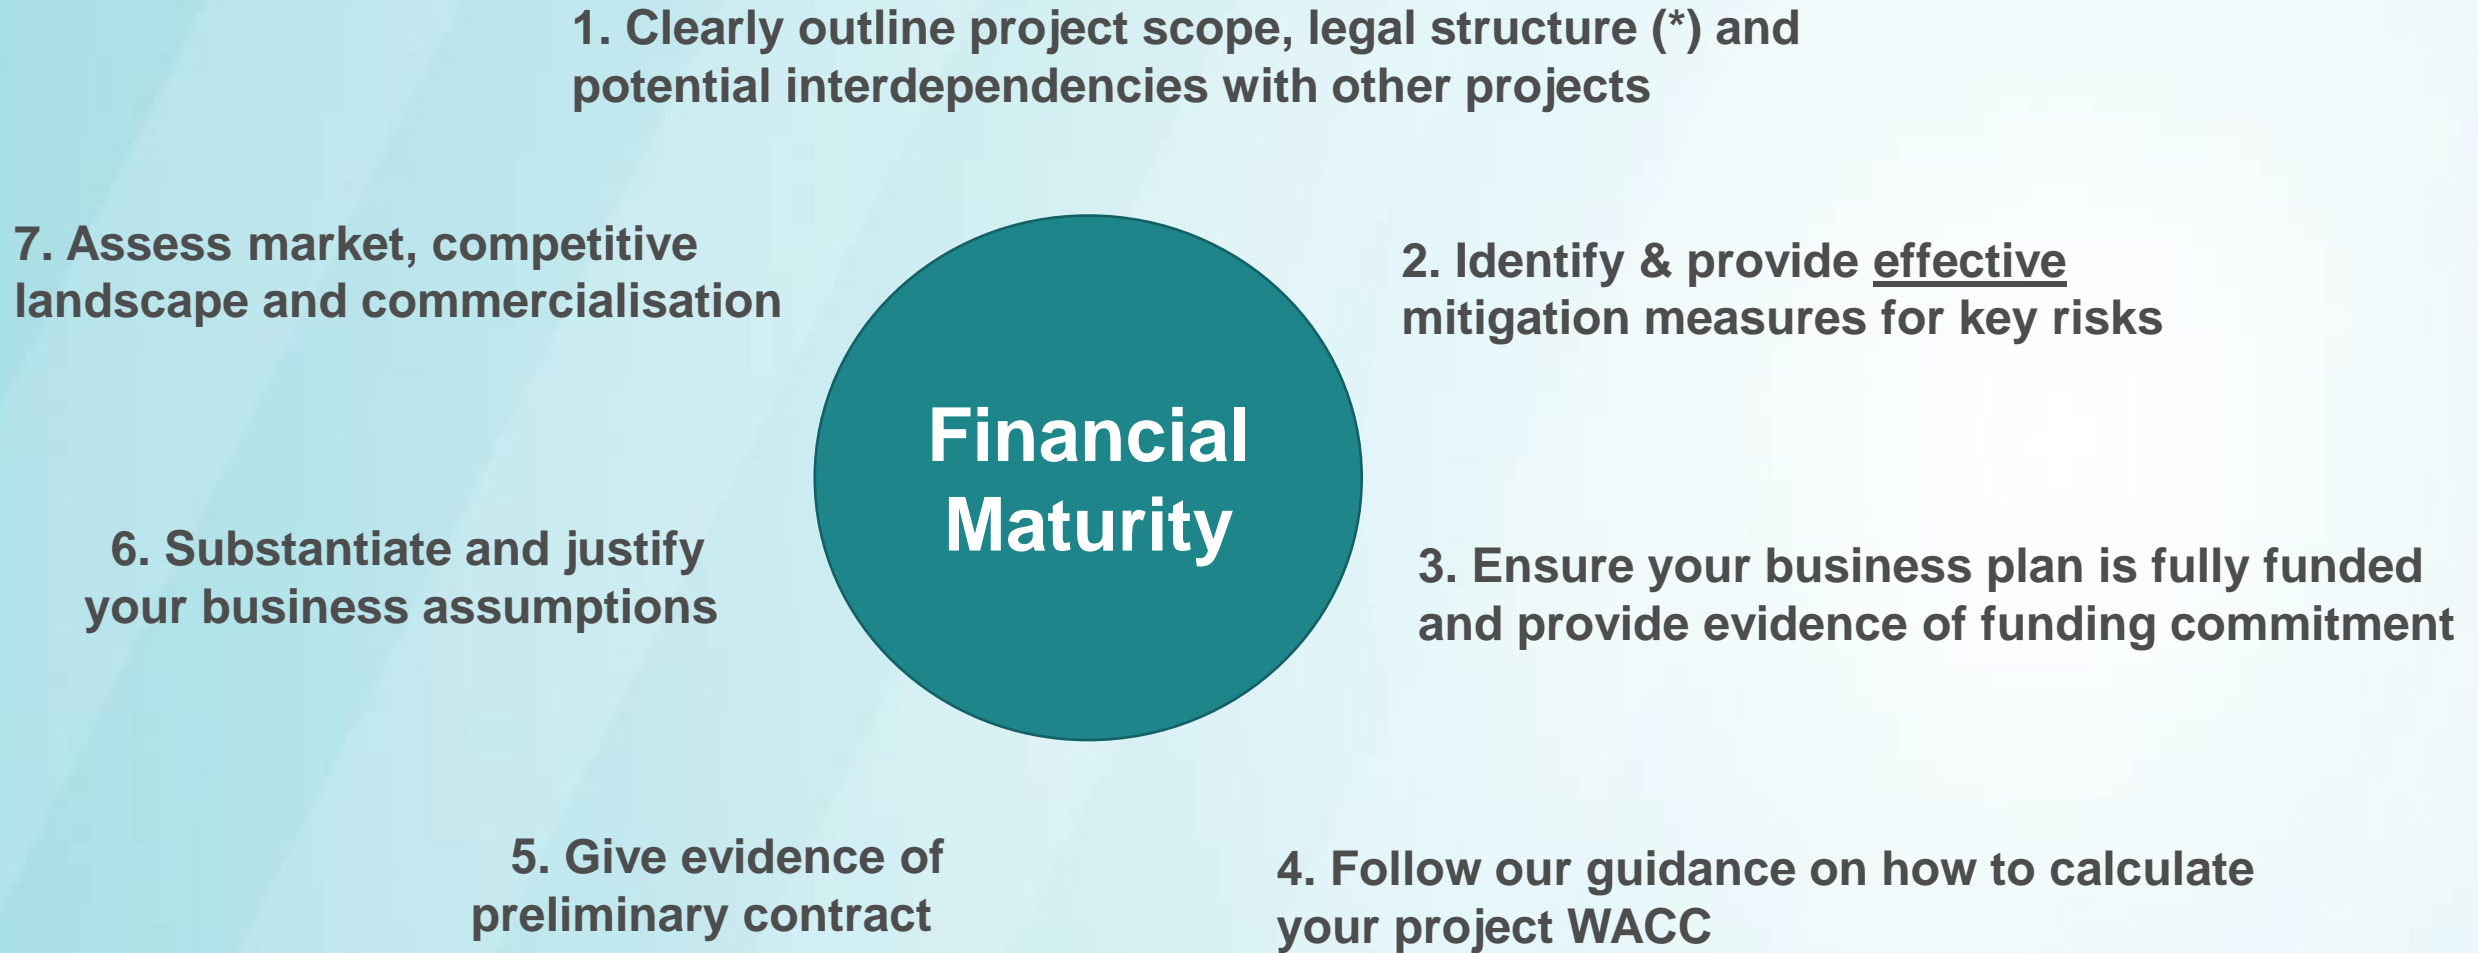 1. Clearly outline project scope, legal structure (*) and
potential interdependencies with other projects
7. Assess market, competitive
landscape and commercialisation
2. Identify & provide effective
mitigation measures for key risks
Financial
Maturity
6. Substantiate and justify
your business assumptions
3. Ensure your business plan is fully funded
and provide evidence of funding commitment
5. Give evidence of
preliminary contract
4. Follow our guidance on how to calculate
your project WACC